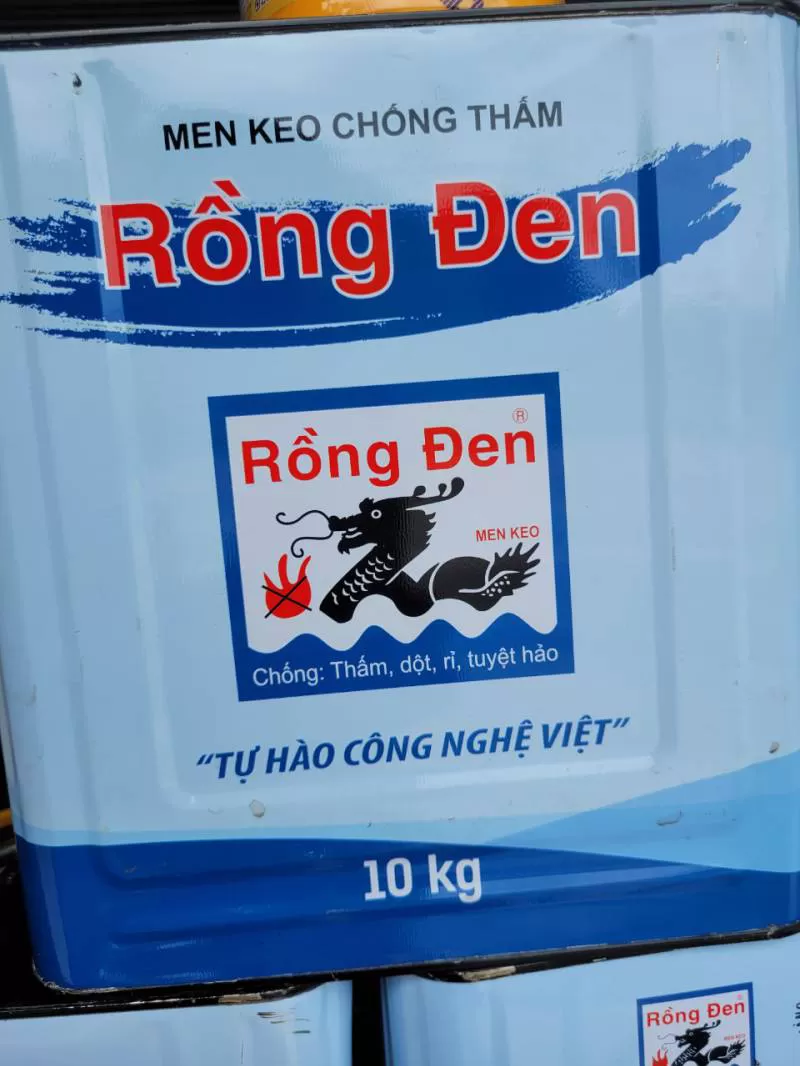 MEN KEO CHỐNG THẤM
Rồng Đen
®
Rồng Đen
MEN KEO
Chống: Thấm, dột, rỉ, tuyệt hảo
“TỰ HÀO CÔNG NGHỆ VIỆT”
10 kg
Rồng Đen